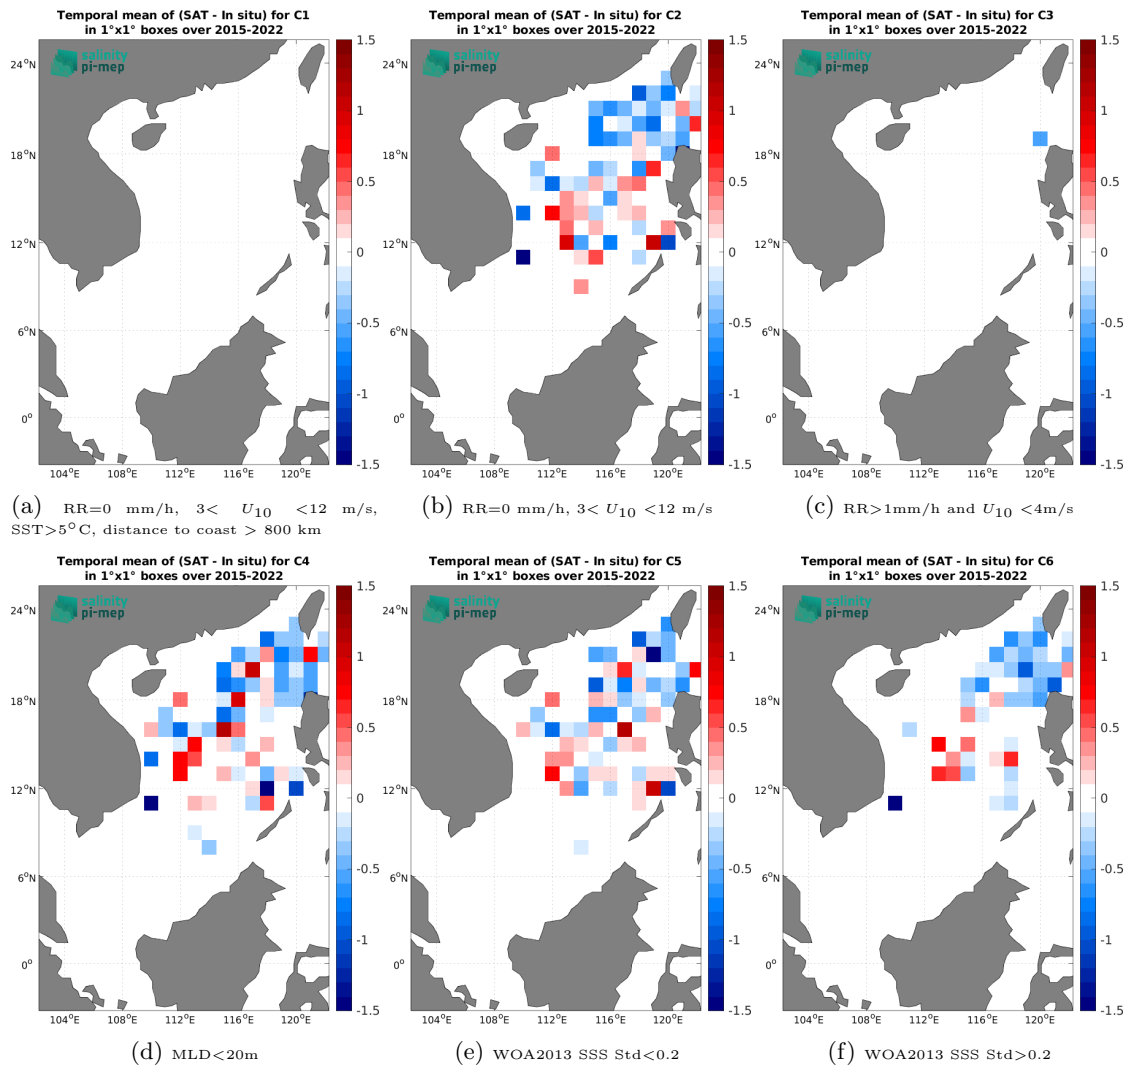 Temporal mean of (SAT - In situ) for C1
in 1°x1° boxes over 2015-2022
salinity
pi-mep
24°N
18°N
12°N
6°N
0°
104°E 108°E 112°E 116°E 120°E
1.5
1
0.5
0
-0.5
-1
-1.5
(a) RR=0 mm/h, 3< U10 <12 m/s,
SST>5°C, distance to coast > 800 km
Temporal mean of (SAT - In situ) for C2
in 1°x1° boxes over 2015-2022
salinity
pi-mep
24°N
18°N
12°N
6°N
0°
104°E 108°E 112°E 116°E 120°E
1.5
1
0.5
0
-0.5
-1
-1.5
(b) RR=0 mm/h, 3< U10 <12 m/s
Temporal mean of (SAT - In situ) for C3
in 1°x1° boxes over 2015-2022
salinity
pi-mep
24°N
18°N
12°N
6°N
0°
104°E 108°E 112°E 116°E 120°E
1.5
1
0.5
0
-0.5
-1
-1.5
(c) RR>1mm/h and U10 <4m/s
Temporal mean of (SAT - In situ) for C4
in 1°x1° boxes over 2015-2022
salinity
pi-mep
24°N
18°N
12°N
6°N
0°
104°E 108°E 112°E 116°E 120°E
1.5
1
0.5
0
-0.5
-1
-1.5
(d) MLD<20m
Temporal mean of (SAT - In situ) for C5
in 1°x1° boxes over 2015-2022
salinity
pi-mep
24°N
18°N
12°N
6°N
0°
104°E 108°E 112°E 116°E 120°E
1.5
1
0.5
0
-0.5
-1
-1.5
(e) WOA2013 SSS Std<0.2
Temporal mean of (SAT - In situ) for C6
in 1°x1° boxes over 2015-2022
salinity
pi-mep
24°N
18°N
12°N
6°N
0°
104°E 108°E 112°E 116°E 120°E
1.5
1
0.5
0
-0.5
-1
-1.5
(f) WOA2013 SSS Std>0.2